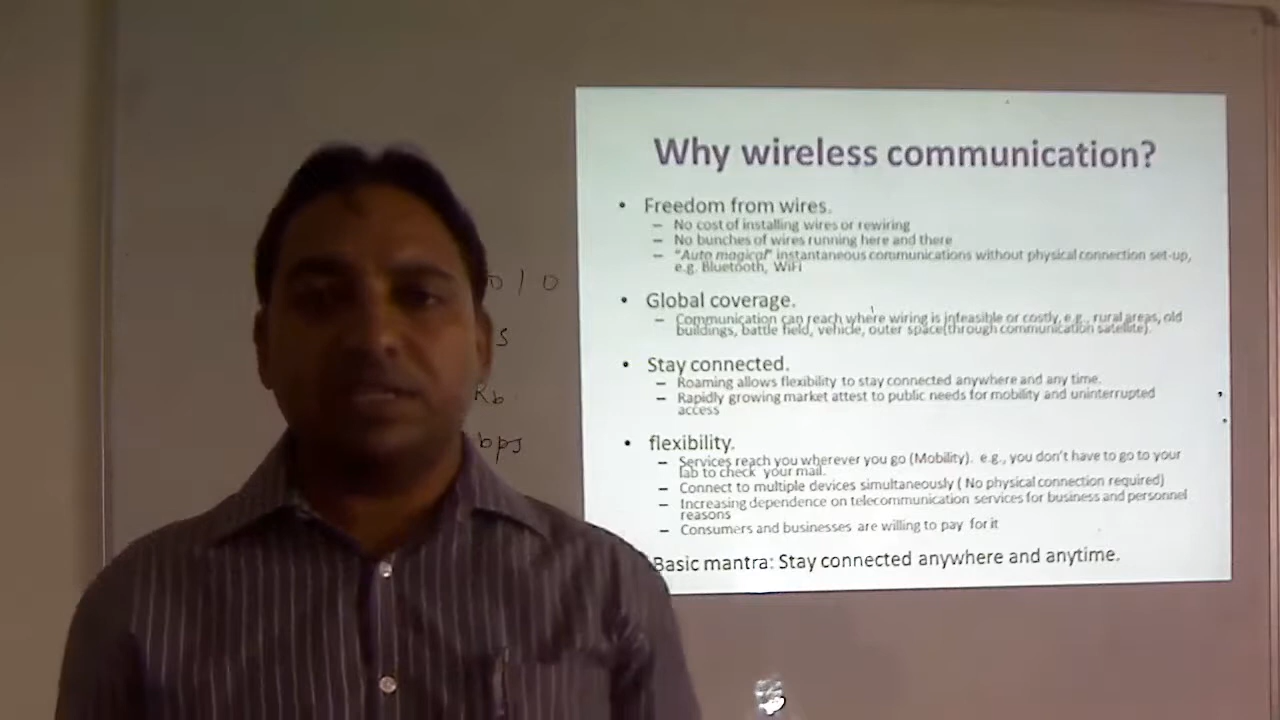 Why wireless communication?
• Freedom from wires.
– No cost of installing wires or rewiring
– No bunches of wires running here and there
– "Auto magical" instantaneous communications without physical connection set-up,
e.g. Bluetooth, WiFi
• Global coverage.
– Communication can reach where wiring is infeasible or costly, e.g., rural areas, old
buildings, battle field, vehicle, outer space(through communication satellite).
• Stay connected.
– Roaming allows flexibility to stay connected anywhere and any time.
– Rapidly growing market attest to public needs for mobility and uninterrupted
access
• flexibility.
– Services reach you wherever you go (Mobility). e.g., you don't have to go to your
lab to check your mail.
– Connect to multiple devices simultaneously ( No physical connection required)
– Increasing dependence on telecommunication services for business and personnel
reasons
– Consumers and businesses are willing to pay for it
Basic mantra: Stay connected anywhere and anytime.
0 1 0
s
Kb
bps